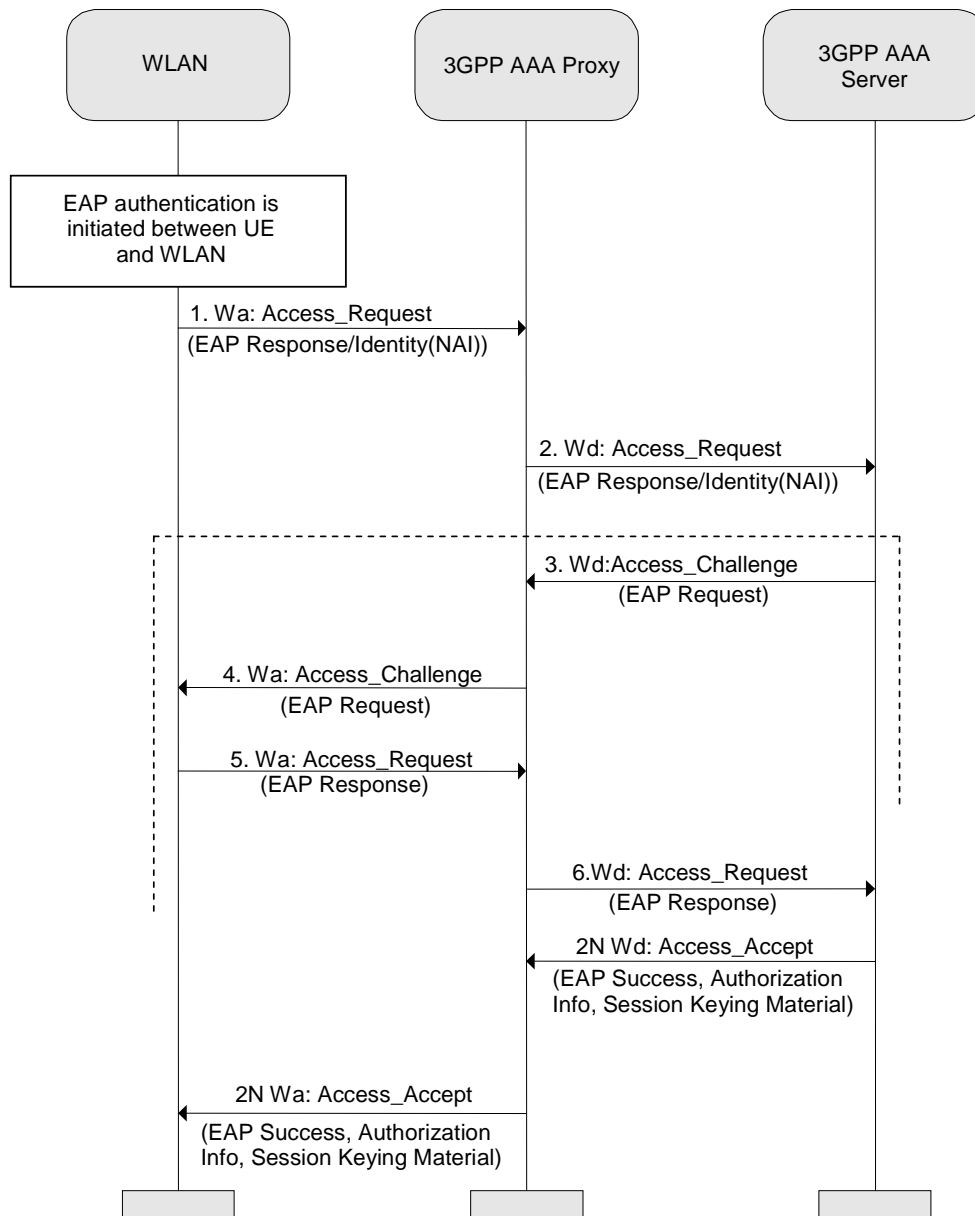 WLAN
3GPP AAA Proxy
3GPP AAA
Server
EAP authentication is
initiated between UE
and WLAN
1. Wa: Access_Request
(EAP Response/Identity(NAI))
2. Wd: Access_Request
(EAP Response/Identity(NAI))
3. Wd:Access_Challenge
(EAP Request)
4. Wa: Access_Challenge
(EAP Request)
5. Wa: Access_Request
(EAP Response)
6.Wd: Access_Request
(EAP Response)
2N Wd: Access_Accept
(EAP Success, Authorization
Info, Session Keying Material)
2N Wa: Access_Accept
(EAP Success, Authorization
Info, Session Keying Material)